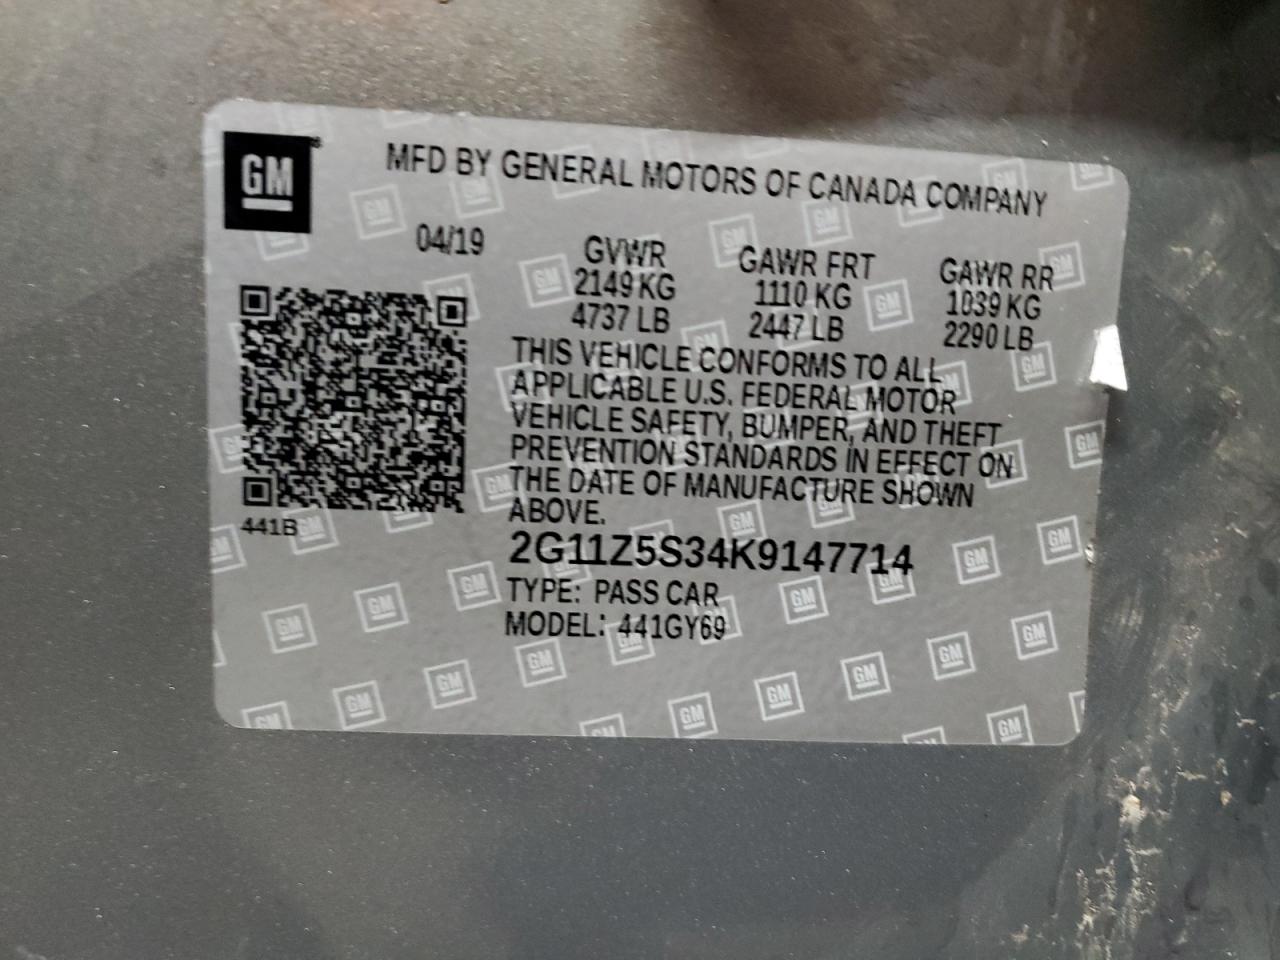 GM
MFD BY GENERAL MOTORS OF CANADA COMPANY
04/19
GVWR GAWR FRT GAWR RR
2149 KG 1110 KG 1039 KG
4737 LB 2447 LB 2290 LB
THIS VEHICLE CONFORMS TO ALL
APPLICABLE U.S. FEDERAL MOTOR
VEHICLE SAFETY, BUMPER, AND THEFT
PREVENTION STANDARDS IN EFFECT ON
THE DATE OF MANUFACTURE SHOWN
ABOVE.
441B
2G11Z5S34K9147714
TYPE: PASS CAR
MODEL: 441GY69